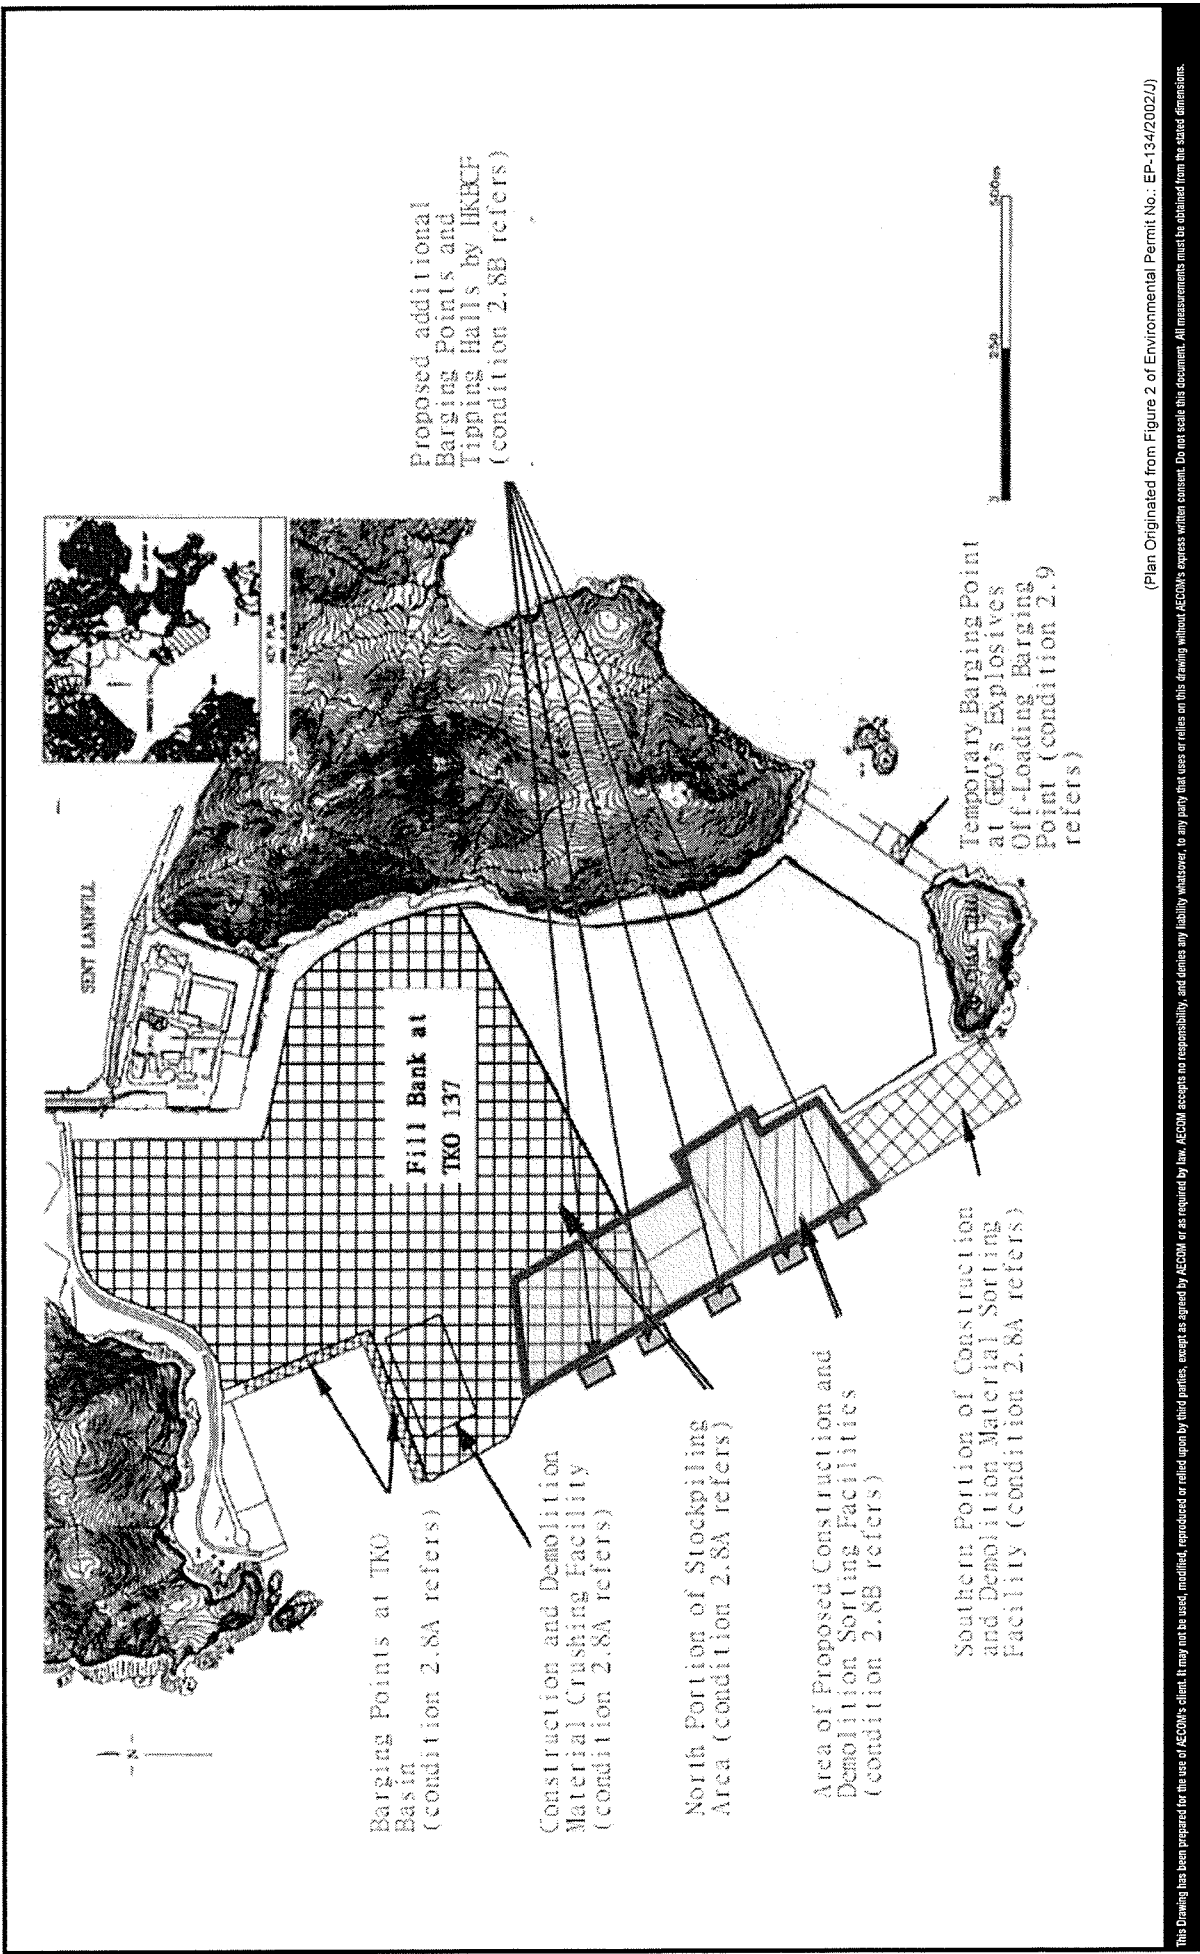 Proposed additional
Barging Points and
Tipping Halls by HKBCF
(condition 2.8B refers)
KEY PLAN
SENT LANDFILL
Fill Bank at
TKO 137
N
0 250 500m
Temporary Barging Point
at GEO's Explosives
Off-Loading Barging
Point (condition 2.9
refers)
Barging Points at TKO
Basin
(condition 2.8A refers)
Construction and Demolition
Material Crushing Facility
(condition 2.8A refers)
North Portion of Stockpiling
Area (condition 2.8A refers)
Area of Proposed Construction and
Demolition Sorting Facilities
(condition 2.8B refers)
Southern Portion of Construction
and Demolition Material Sorting
Facility (condition 2.8A refers)
(Plan Originated from Figure 2 of Environmental Permit No.: EP-134/2002/J)
This Drawing has been prepared for the use of AECOM's client. It may not be used, modified, reproduced or relied upon by third parties, except as agreed by AECOM or as required by law. AECOM accepts no responsibility, and denies any liability whatsoever, to any party that uses or relies on this drawing without AECOM's express written consent. Do not scale this document. All measurements must be obtained from the stated dimensions.